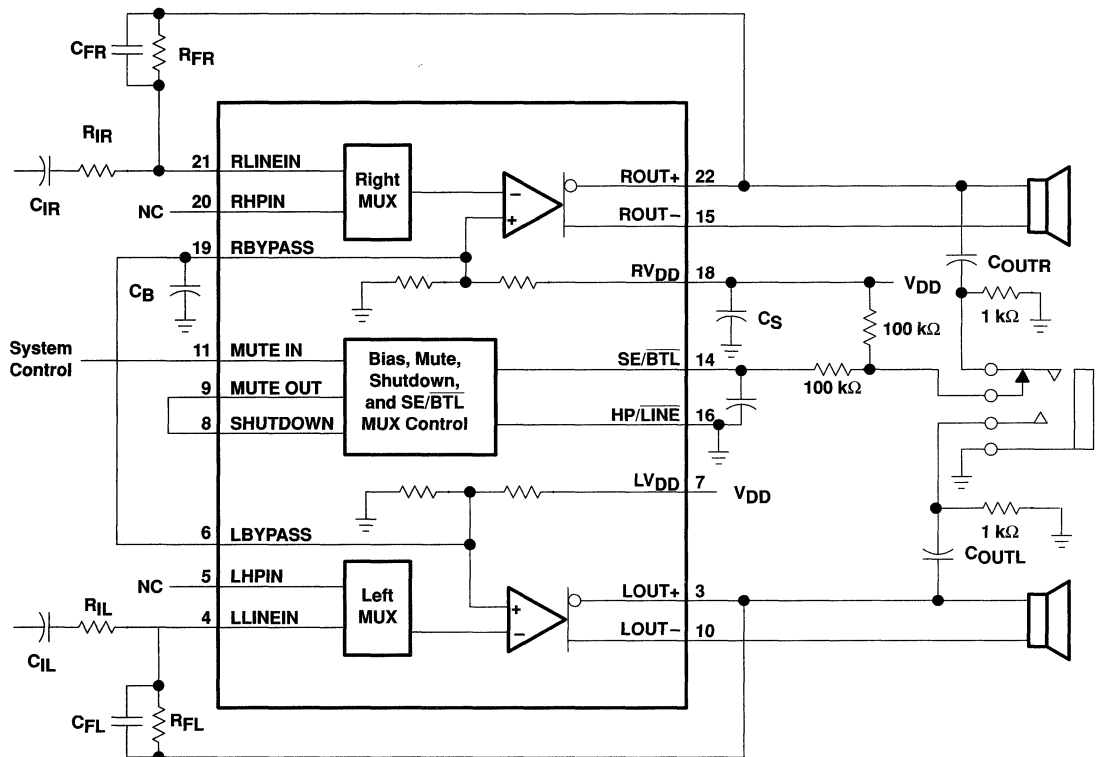 CFR
RFR
RIR
CIR
21 RLINEIN
NC 20 RHPIN
Right
MUX
−
+
ROUT+ 22
ROUT− 15
19 RBYPASS
CB
RVDD 18
VDD
CS
100 kΩ
COUTR
1 kΩ
System
Control
11 MUTE IN
9 MUTE OUT
8 SHUTDOWN
Bias, Mute,
Shutdown,
and SE/BTL
MUX Control
SE/BTL 14
100 kΩ
HP/LINE 16
LVDD 7 VDD
6 LBYPASS
1 kΩ
COUTL
NC 5 LHPIN
RIL
4 LLINEIN
CIL
Left
MUX
+
−
LOUT+ 3
LOUT− 10
CFL
RFL